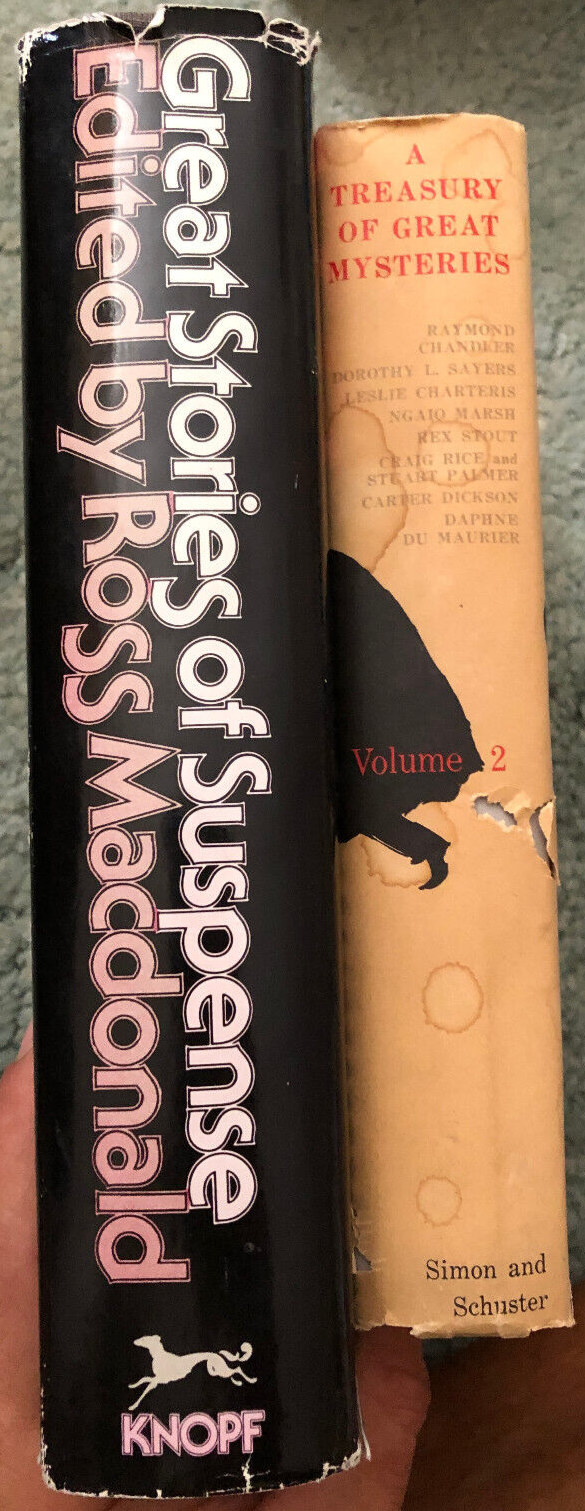 Great Stories of Suspense
Edited by Ross Macdonald
KNOPF
A
TREASURY
OF GREAT
MYSTERIES
RAYMOND
CHANDLER
DOROTHY L. SAYERS
LESLIE CHARTERIS
NGAIO MARSH
REX STOUT
CRAIG RICE and
STUART PALMER
CARTER DICKSON
DAPHNE
DU MAURIER
Volume 2
Simon and
Schuster